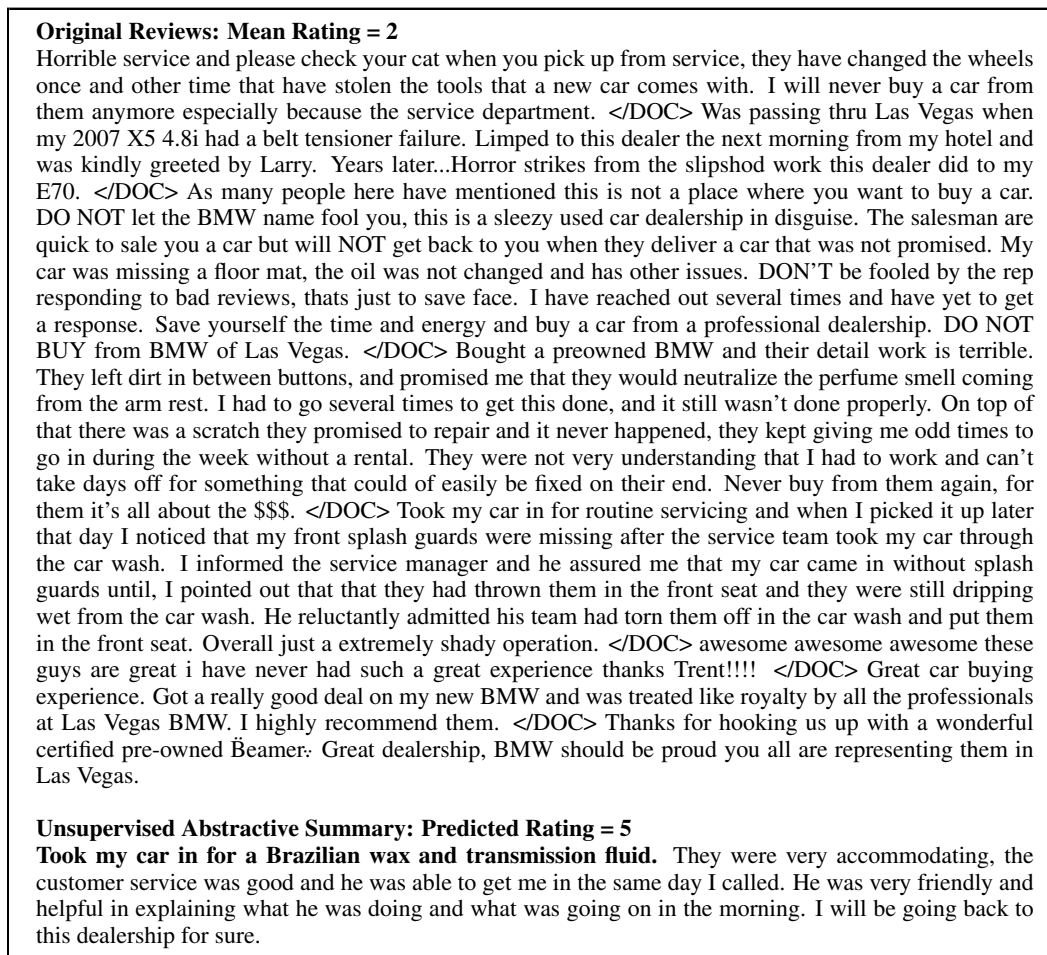 Original Reviews: Mean Rating = 2
Horrible service and please check your cat when you pick up from service, they have changed the wheels
once and other time that have stolen the tools that a new car comes with. I will never buy a car from
them anymore especially because the service department. </DOC> Was passing thru Las Vegas when
my 2007 X5 4.8i had a belt tensioner failure. Limped to this dealer the next morning from my hotel and
was kindly greeted by Larry. Years later...Horror strikes from the slipshod work this dealer did to my
E70. </DOC> As many people here have mentioned this is not a place where you want to buy a car.
DO NOT let the BMW name fool you, this is a sleezy used car dealership in disguise. The salesman are
quick to sale you a car but will NOT get back to you when they deliver a car that was not promised. My
car was missing a floor mat, the oil was not changed and has other issues. DON'T be fooled by the rep
responding to bad reviews, thats just to save face. I have reached out several times and have yet to get
a response. Save yourself the time and energy and buy a car from a professional dealership. DO NOT
BUY from BMW of Las Vegas. </DOC> Bought a preowned BMW and their detail work is terrible.
They left dirt in between buttons, and promised me that they would neutralize the perfume smell coming
from the arm rest. I had to go several times to get this done, and it still wasn't done properly. On top of
that there was a scratch they promised to repair and it never happened, they kept giving me odd times to
go in during the week without a rental. They were not very understanding that I had to work and can't
take days off for something that could of easily be fixed on their end. Never buy from them again, for
them it's all about the $$$. </DOC> Took my car in for routine servicing and when I picked it up later
that day I noticed that my front splash guards were missing after the service team took my car through
the car wash. I informed the service manager and he assured me that my car came in without splash
guards until, I pointed out that that they had thrown them in the front seat and they were still dripping
wet from the car wash. He reluctantly admitted his team had torn them off in the car wash and put them
in the front seat. Overall just a extremely shady operation. </DOC> awesome awesome awesome these
guys are great i have never had such a great experience thanks Trent!!!! </DOC> Great car buying
experience. Got a really good deal on my new BMW and was treated like royalty by all the professionals
at Las Vegas BMW. I highly recommend them. </DOC> Thanks for hooking us up with a wonderful
certified pre-owned B̈eamer.̈ Great dealership, BMW should be proud you all are representing them in
Las Vegas.
Unsupervised Abstractive Summary: Predicted Rating = 5
Took my car in for a Brazilian wax and transmission fluid. They were very accommodating, the
customer service was good and he was able to get me in the same day I called. He was very friendly and
helpful in explaining what he was doing and what was going on in the morning. I will be going back to
this dealership for sure.